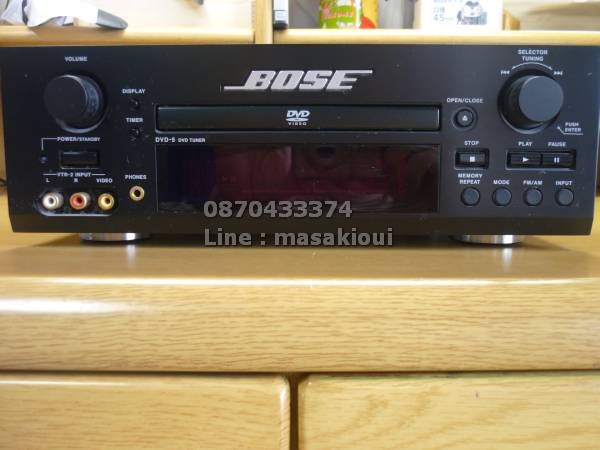 VOLUME
DISPLAY
TIMER
POWER/STANDBY
VTR-2 INPUT
L R VIDEO
PHONES
BOSE
DVD
VIDEO
DVD-5 DVD TUNER
SELECTOR
TUNING
OPEN/CLOSE
PUSH
ENTER
STOP
PLAY
PAUSE
MEMORY
REPEAT
MODE
FM/AM
INPUT
0870433374
Line : masakioui